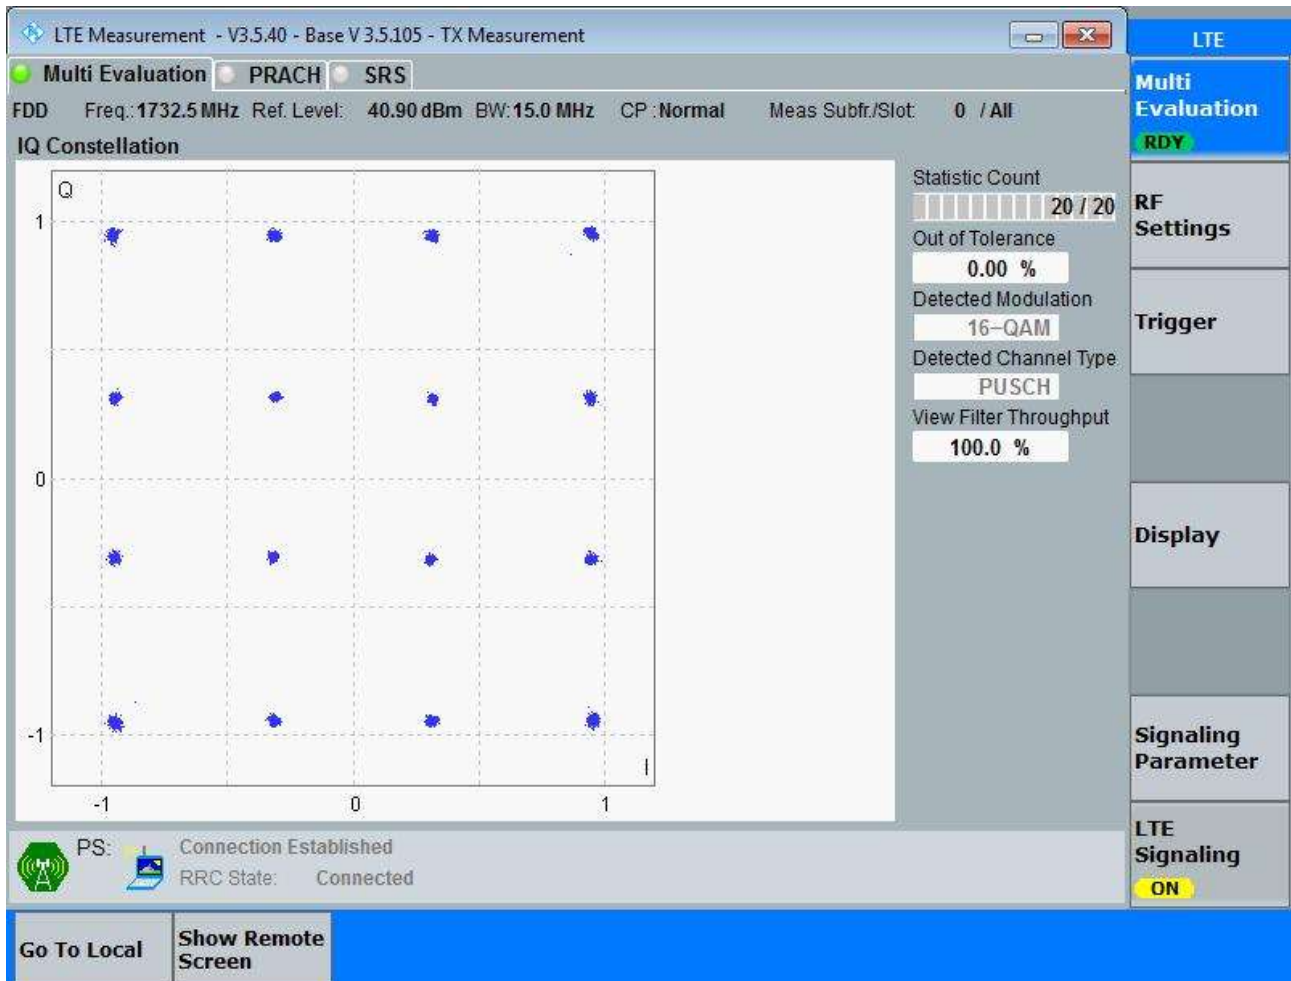 LTE Measurement - V3.5.40 - Base V 3.5.105 - TX Measurement
Multi Evaluation PRACH SRS
FDD Freq.: 1732.5 MHz Ref. Level: 40.90 dBm BW: 15.0 MHz CP : Normal Meas Subfr./Slot: 0 / All
IQ Constellation
Q
1
0
-1
-1 0 1
I
Statistic Count
20 / 20
Out of Tolerance
0.00 %
Detected Modulation
16-QAM
Detected Channel Type
PUSCH
View Filter Throughput
100.0 %
PS: Connection Established
RRC State: Connected
LTE
Multi
Evaluation
RDY
RF
Settings
Trigger
Display
Signaling
Parameter
LTE
Signaling
ON
Go To Local
Show Remote
Screen